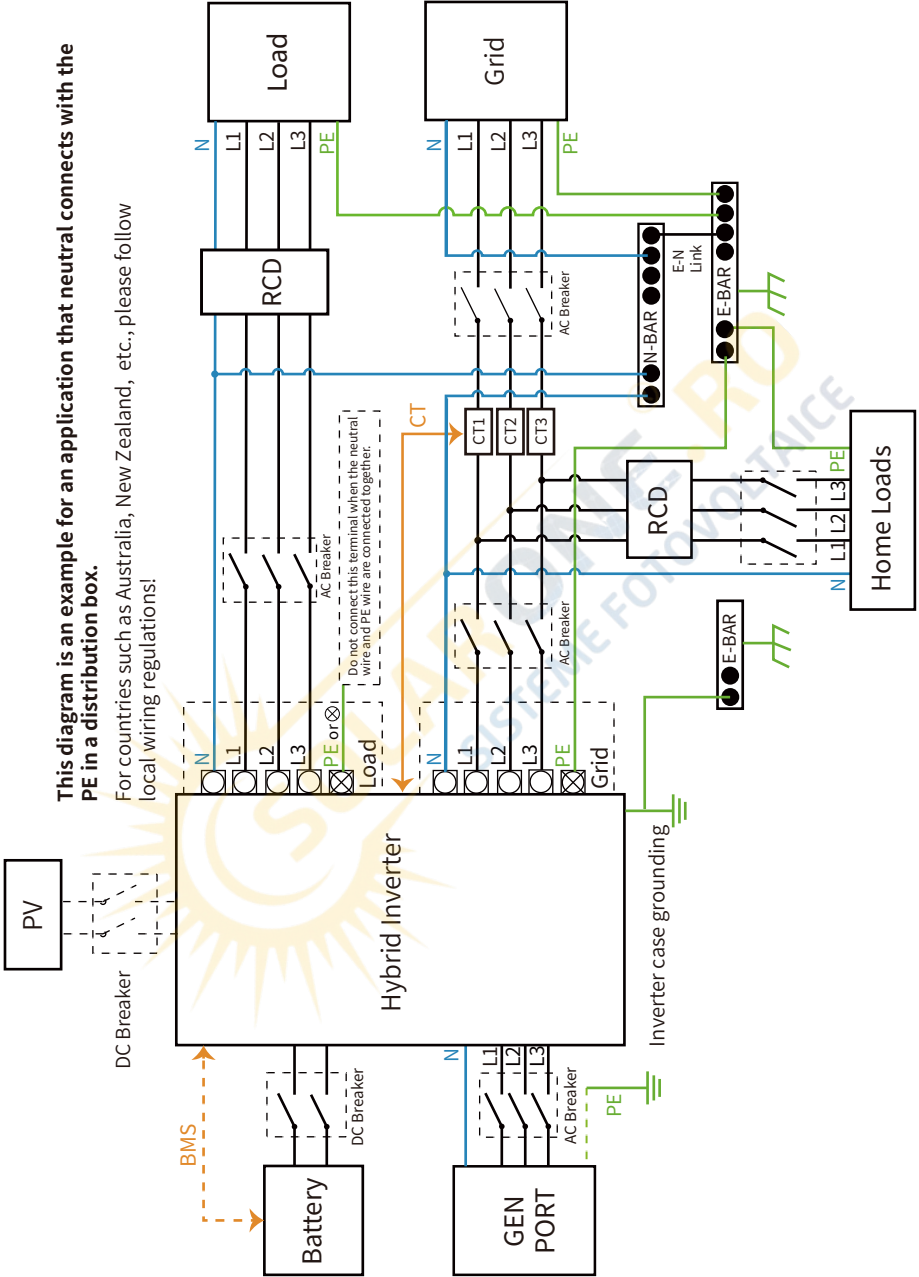 This diagram is an example for an application that neutral connects with the
PE in a distribution box.
For countries such as Australia, New Zealand, etc., please follow
local wiring regulations!
PV
DC Breaker
BMS
Battery
DC Breaker
GEN
PORT
N
L1
L2
L3
AC Breaker
PE
Hybrid Inverter
Inverter case grounding
N
L1
L2
L3
PE or
Load
Do not connect this terminal when the neutral
wire and PE wire are connected together.
AC Breaker
RCD
N
L1
L2
L3
PE
Load
CT
N
L1
L2
L3
PE
Grid
AC Breaker
CT1
CT2
CT3
AC Breaker
N
L1
L2
L3
PE
Grid
RCD
N-BAR
E-N
Link
E-BAR
E-BAR
N
L1
L2
L3
PE
Home Loads
SOLARONE.RO
SISTEME FOTOVOLTAICE